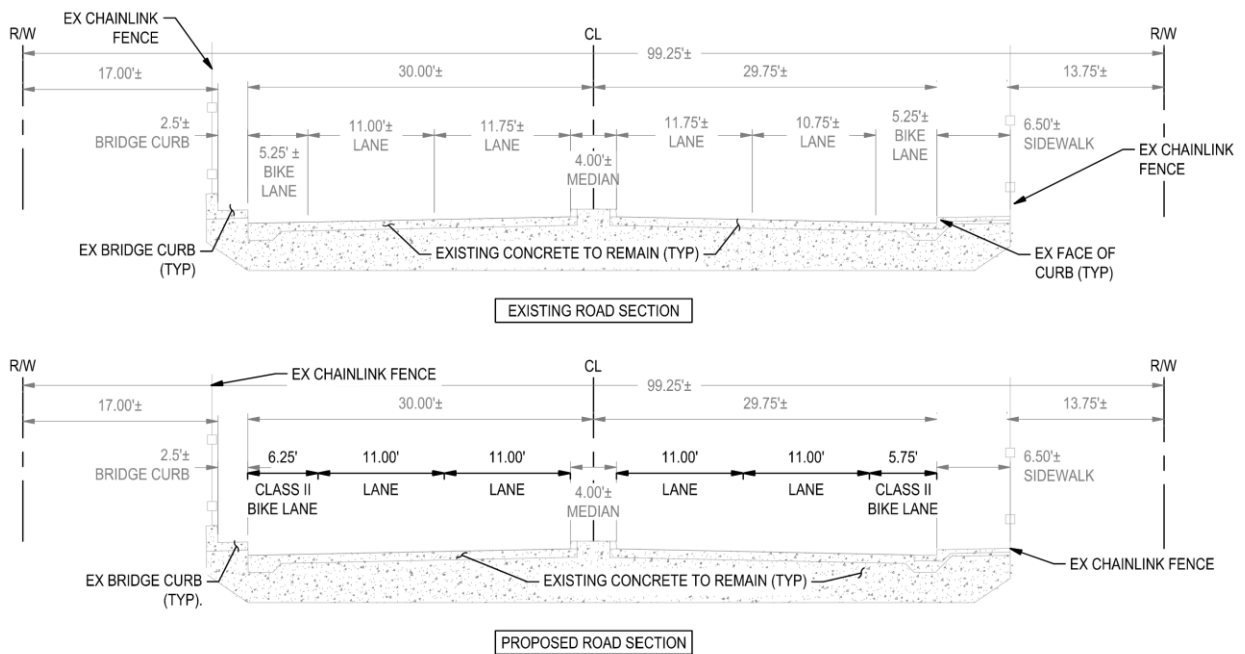 EX CHAINLINK
FENCE
R/W
CL
R/W
99.25'±
17.00'±
30.00'±
29.75'±
13.75'±
2.5'±
BRIDGE CURB
5.25' ±
BIKE
LANE
11.00'±
LANE
11.75'±
LANE
4.00'±
MEDIAN
11.75'±
LANE
10.75'±
LANE
5.25'±
BIKE
LANE
6.50'±
SIDEWALK
EX CHAINLINK
FENCE
EX BRIDGE CURB
(TYP)
EXISTING CONCRETE TO REMAIN (TYP)
EX FACE OF
CURB (TYP)
EXISTING ROAD SECTION
R/W
EX CHAINLINK FENCE
CL
R/W
99.25'±
17.00'±
30.00'±
29.75'±
13.75'±
2.5'±
BRIDGE CURB
6.25'
CLASS II
BIKE LANE
11.00'
LANE
11.00'
LANE
4.00'±
MEDIAN
11.00'
LANE
11.00'
LANE
5.75'
CLASS II
BIKE LANE
6.50'±
SIDEWALK
EX BRIDGE CURB
(TYP).
EXISTING CONCRETE TO REMAIN (TYP)
EX CHAINLINK FENCE
PROPOSED ROAD SECTION